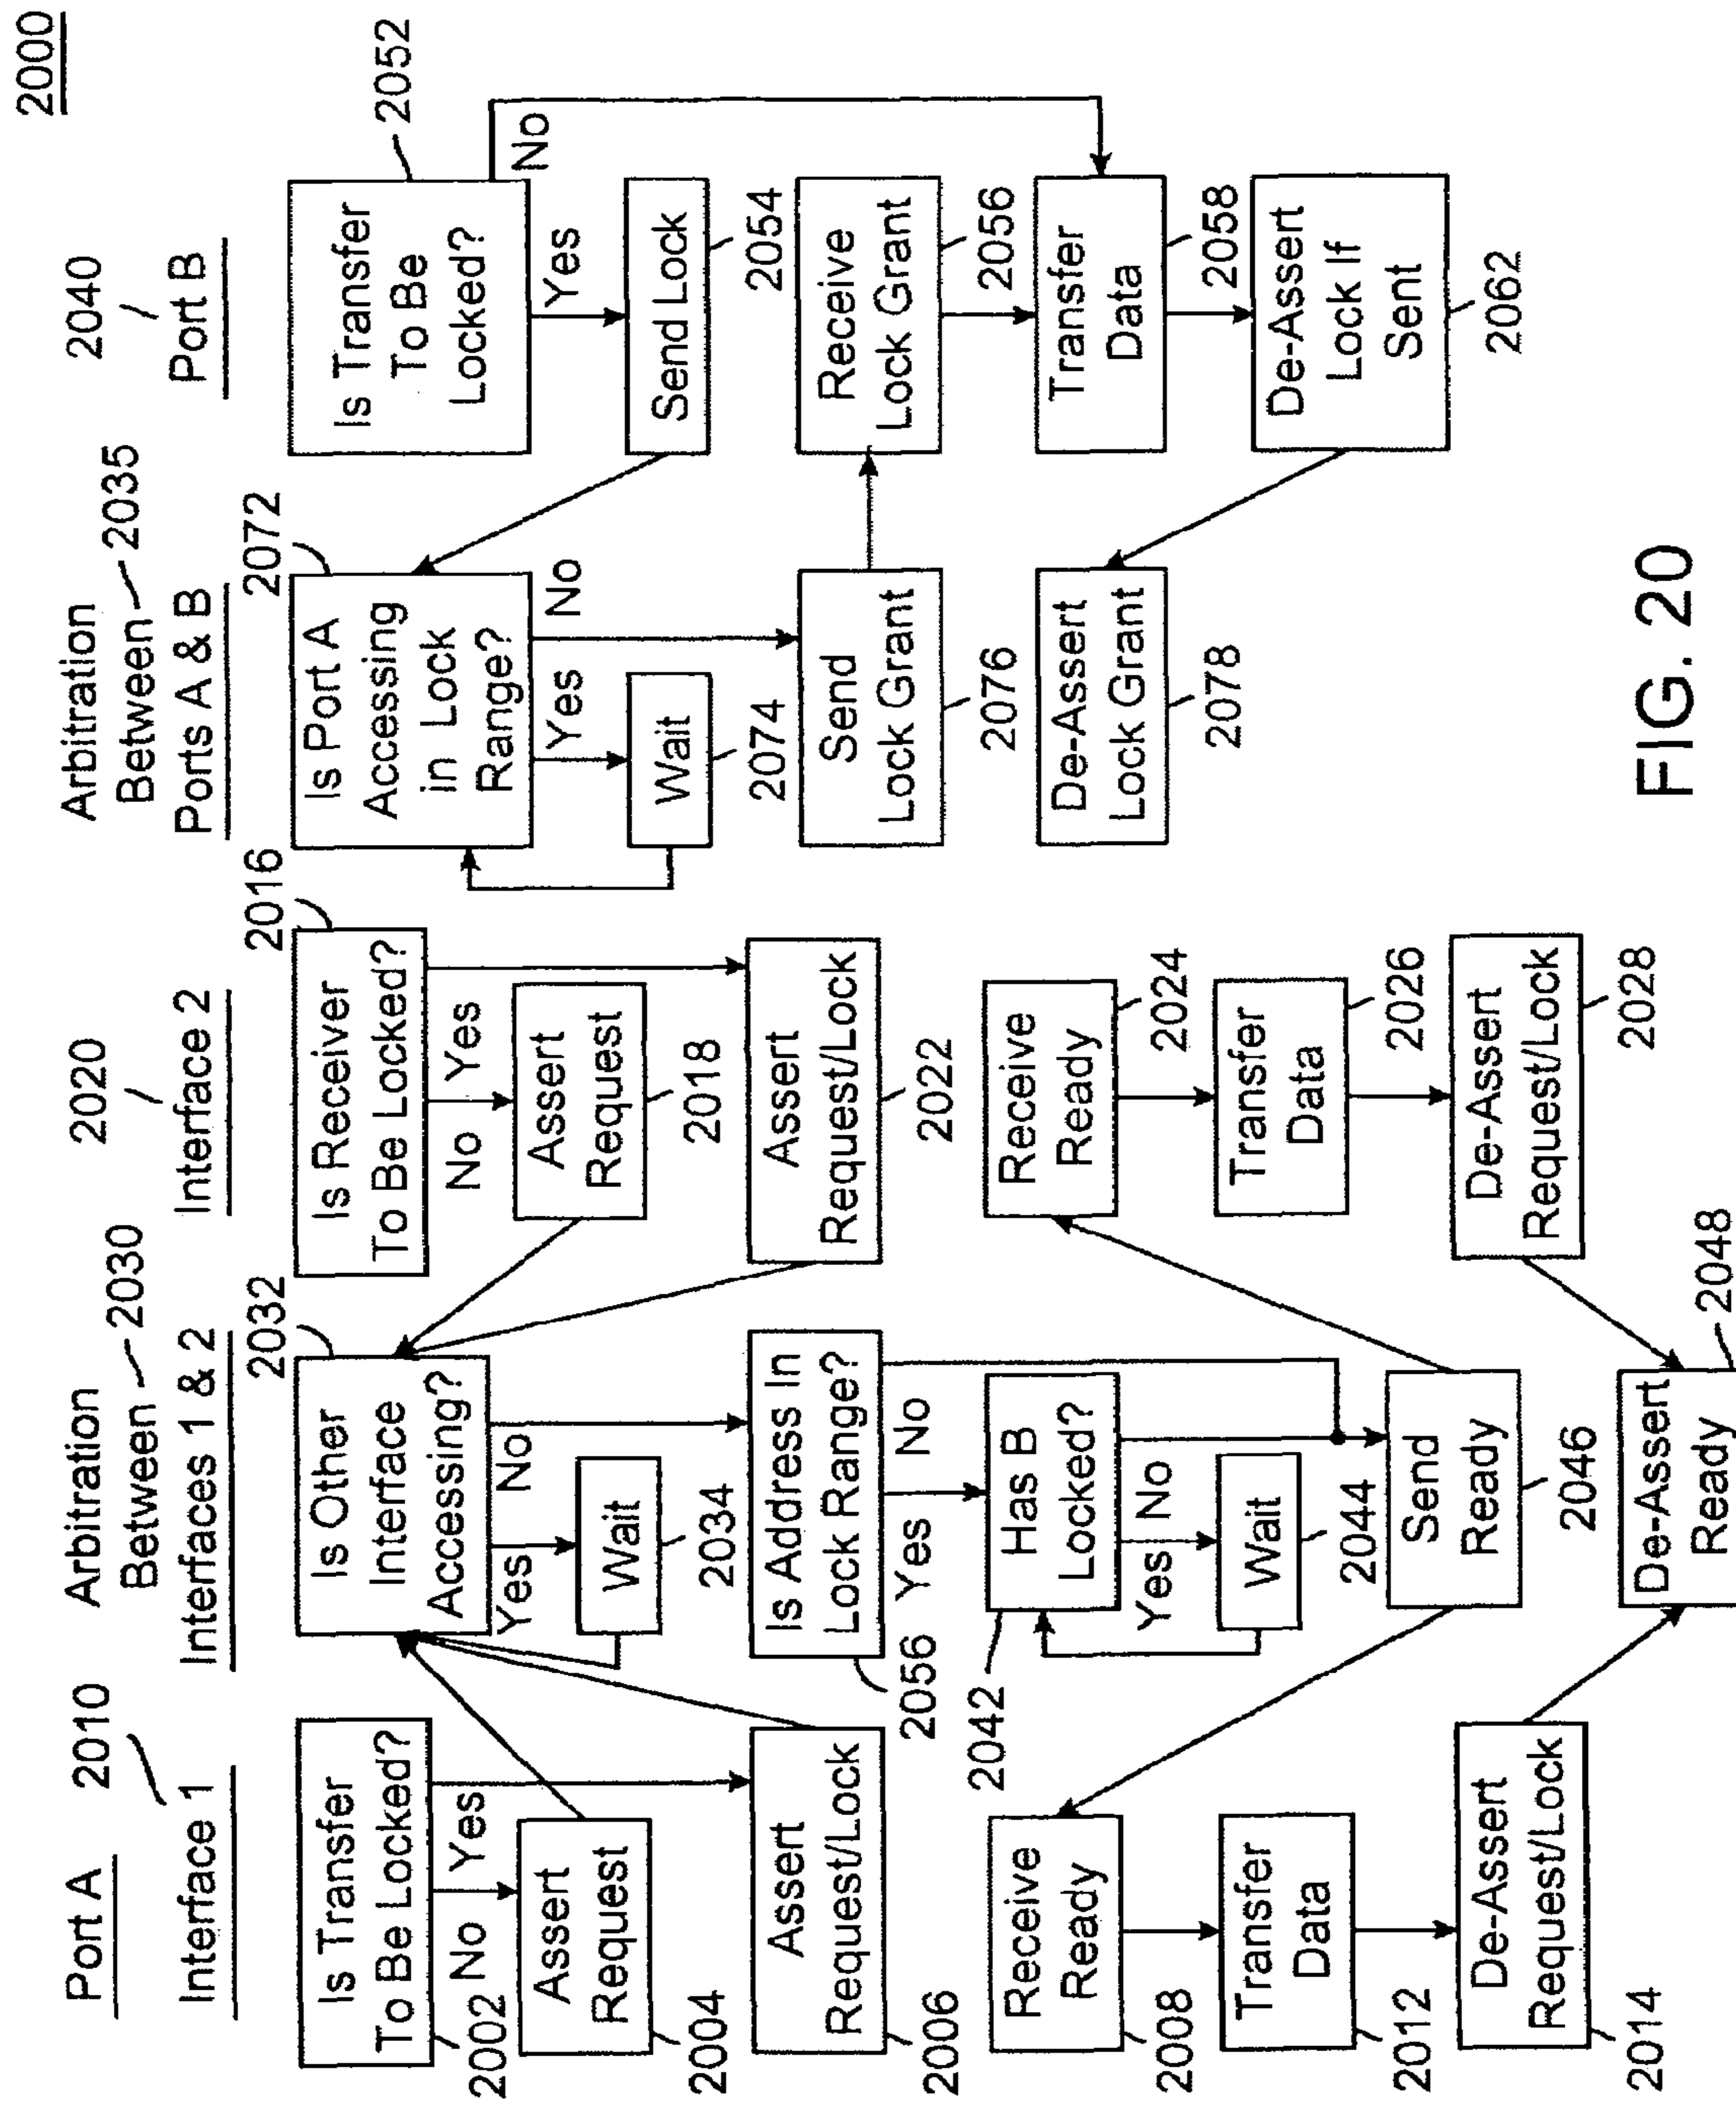 2000
Port A
2010
Interface 1
Is Transfer
To Be Locked?
2002
No
Yes
Assert
Request
2004
Assert
Request/Lock
2006
Receive
Ready
2008
Transfer
Data
2012
De-Assert
Request/Lock
2014
Arbitration
Between
2030
Interfaces 1 & 2
2032
Is Other
Interface
Accessing?
Yes
No
Wait
2034
Is Address In
Lock Range?
2056
Yes
No
Has B
Locked?
2042
Yes
No
Wait
2044
Send
Ready
2046
De-Assert
Ready
2048
2020
Interface 2
2016
Is Receiver
To Be Locked?
No
Yes
Assert
Request
2018
Assert
Request/Lock
2022
Receive
Ready
2024
Transfer
Data
2026
De-Assert
Request/Lock
2028
Arbitration
Between
2035
Ports A & B
2072
Is Port A
Accessing
in Lock
Range?
Yes
No
Wait
2074
Send
Lock Grant
2076
De-Assert
Lock Grant
2078
2040
Port B
2052
Is Transfer
To Be
Locked?
Yes
No
Send Lock
2054
Receive
Lock Grant
2056
Transfer
Data
2058
De-Assert
Lock If
Sent
2062
FIG. 20